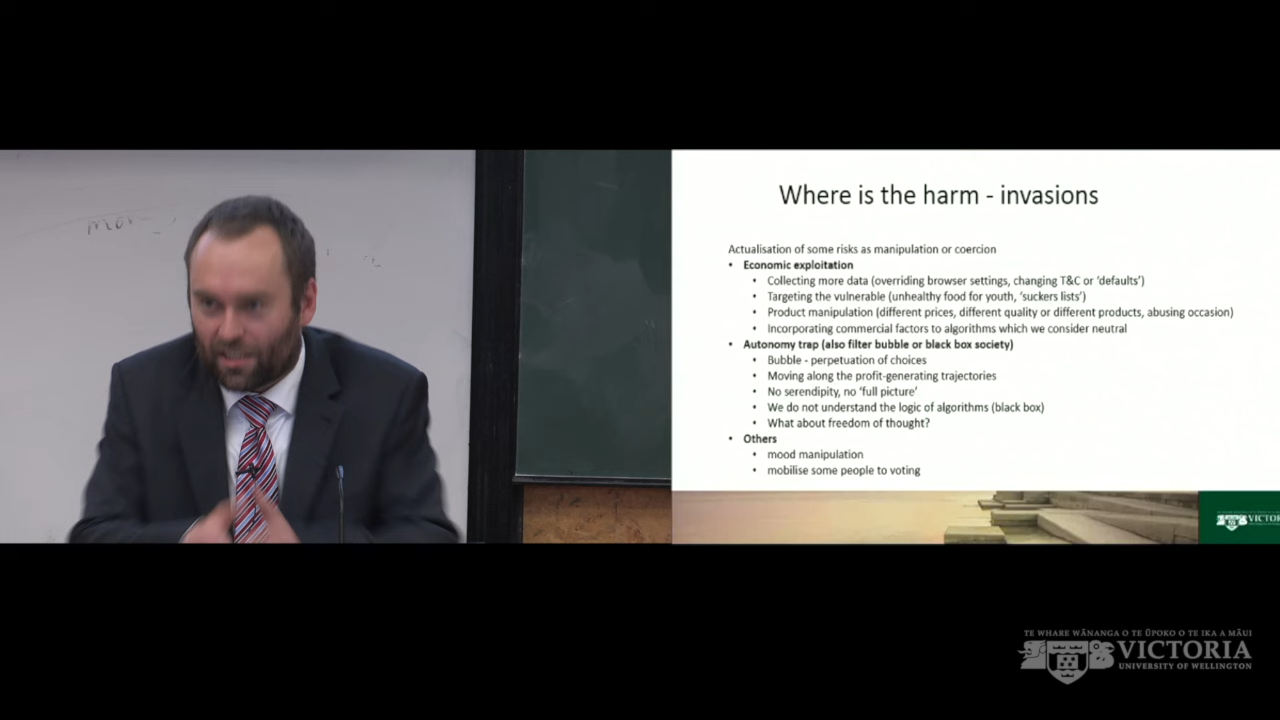 mor
Where is the harm - invasions
Actualisation of some risks as manipulation or coercion
• Economic exploitation
• Collecting more data (overriding browser settings, changing T&C or 'defaults')
• Targeting the vulnerable (unhealthy food for youth, 'suckers lists')
• Product manipulation (different prices, different quality or different products, abusing occasion)
• Incorporating commercial factors to algorithms which we consider neutral
• Autonomy trap (also filter bubble or black box society)
• Bubble - perpetuation of choices
• Moving along the profit-generating trajectories
• No serendipity, no 'full picture'
• We do not understand the logic of algorithms (black box)
• What about freedom of thought?
• Others
• mood manipulation
• mobilise some people to voting
VICTO
TE WHARE WĀNANGA O TE ŪPOKO O TE IKA A MĀUI
VICTORIA
UNIVERSITY OF WELLINGTON